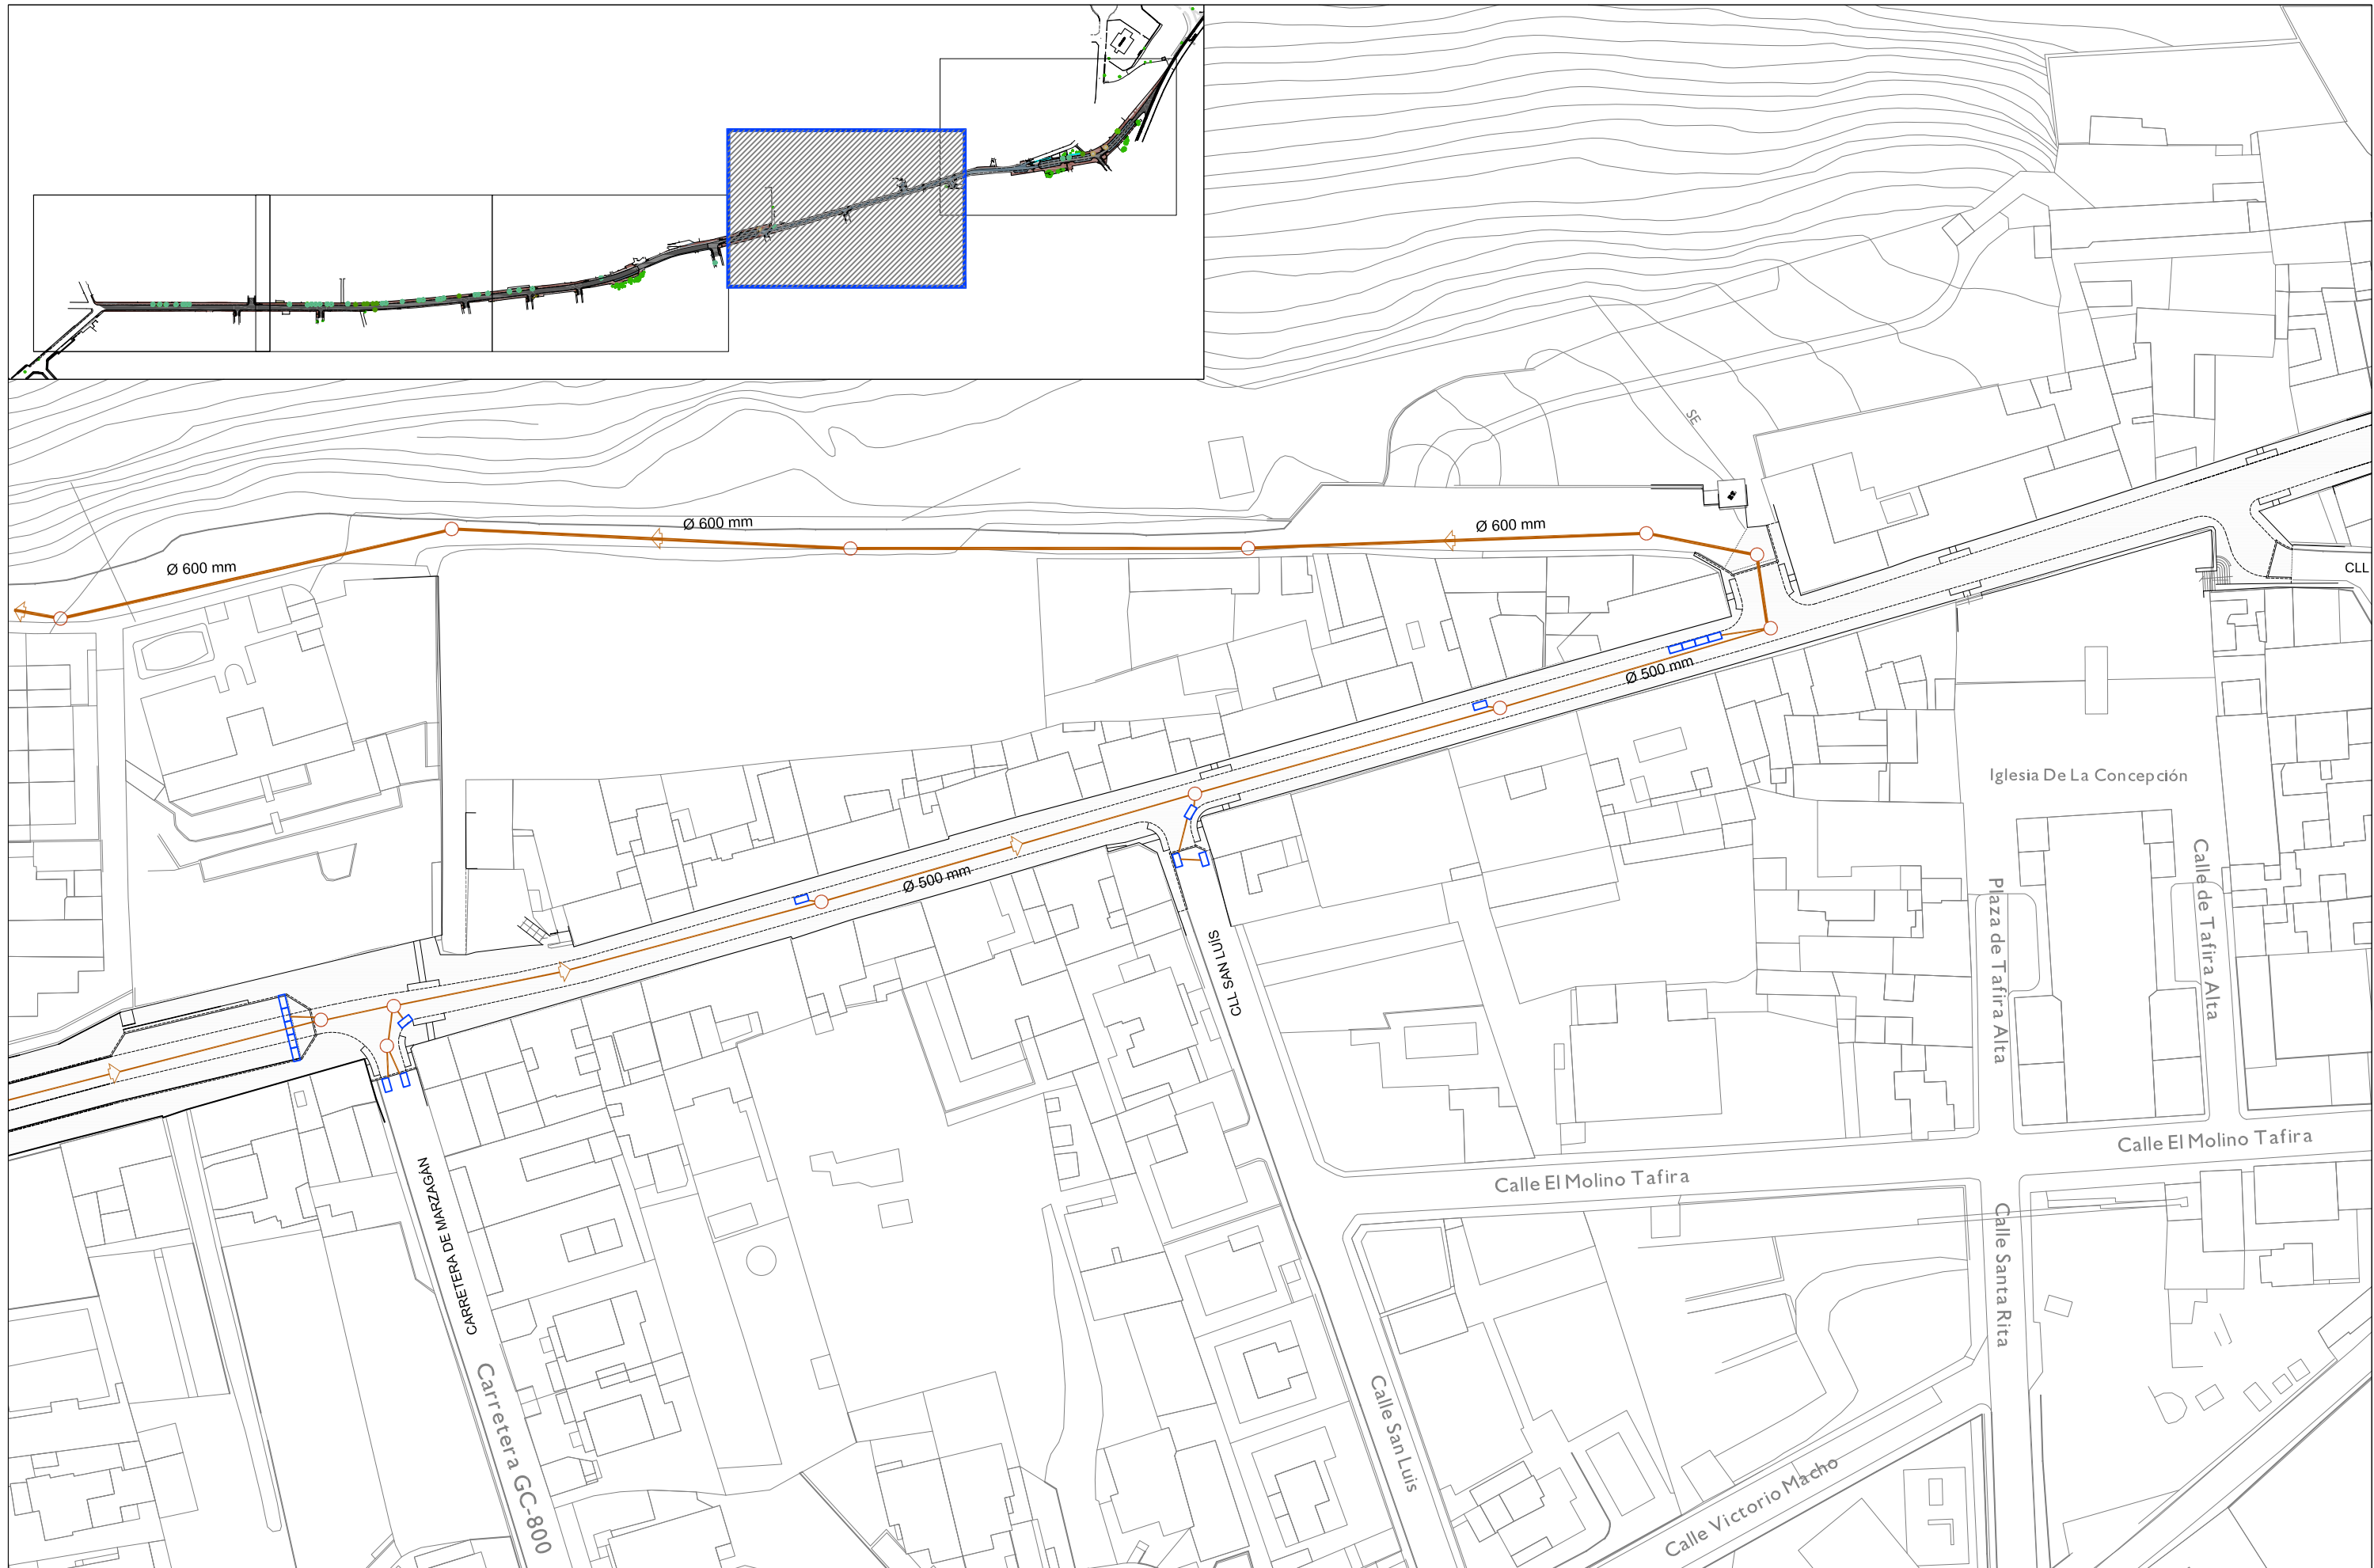 SE
Ø 600 mm
Ø 600 mm
Ø 600 mm
CLL
Ø 500 mm
Iglesia De La Concepción
Ø 500 mm
Calle de Tafira Alta
Plaza de Tafira Alta
CLL SAN LUÍS
CARRETERA DE MARZAGÁN
Calle El Molino Tafira
Calle El Molino Tafira
Calle Santa Rita
Carretera GC-800
Calle San Luis
Calle Victorio Macho